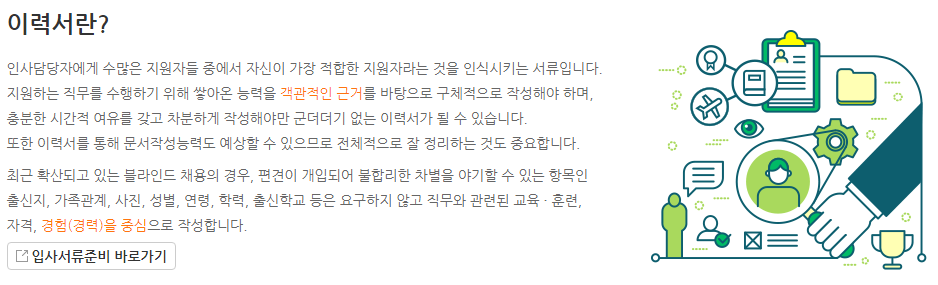 이력서란?
인사담당자에게 수많은 지원자들 중에서 자신이 가장 적합한 지원자라는 것을 인식시키는 서류입니다.
지원하는 직무를 수행하기 위해 쌓아온 능력을 객관적인 근거를 바탕으로 구체적으로 작성해야 하며,
충분한 시간적 여유를 갖고 차분하게 작성해야만 군더더기 없는 이력서가 될 수 있습니다.
또한 이력서를 통해 문서작성능력도 예상할 수 있으므로 전체적으로 잘 정리하는 것도 중요합니다.
최근 확산되고 있는 블라인드 채용의 경우, 편견이 개입되어 불합리한 차별을 야기할 수 있는 항목인
출신지, 가족관계, 사진, 성별, 연령, 학력, 출신학교 등은 요구하지 않고 직무와 관련된 교육 · 훈련,
자격, 경험(경력)을 중심으로 작성합니다.
입사서류준비 바로가기